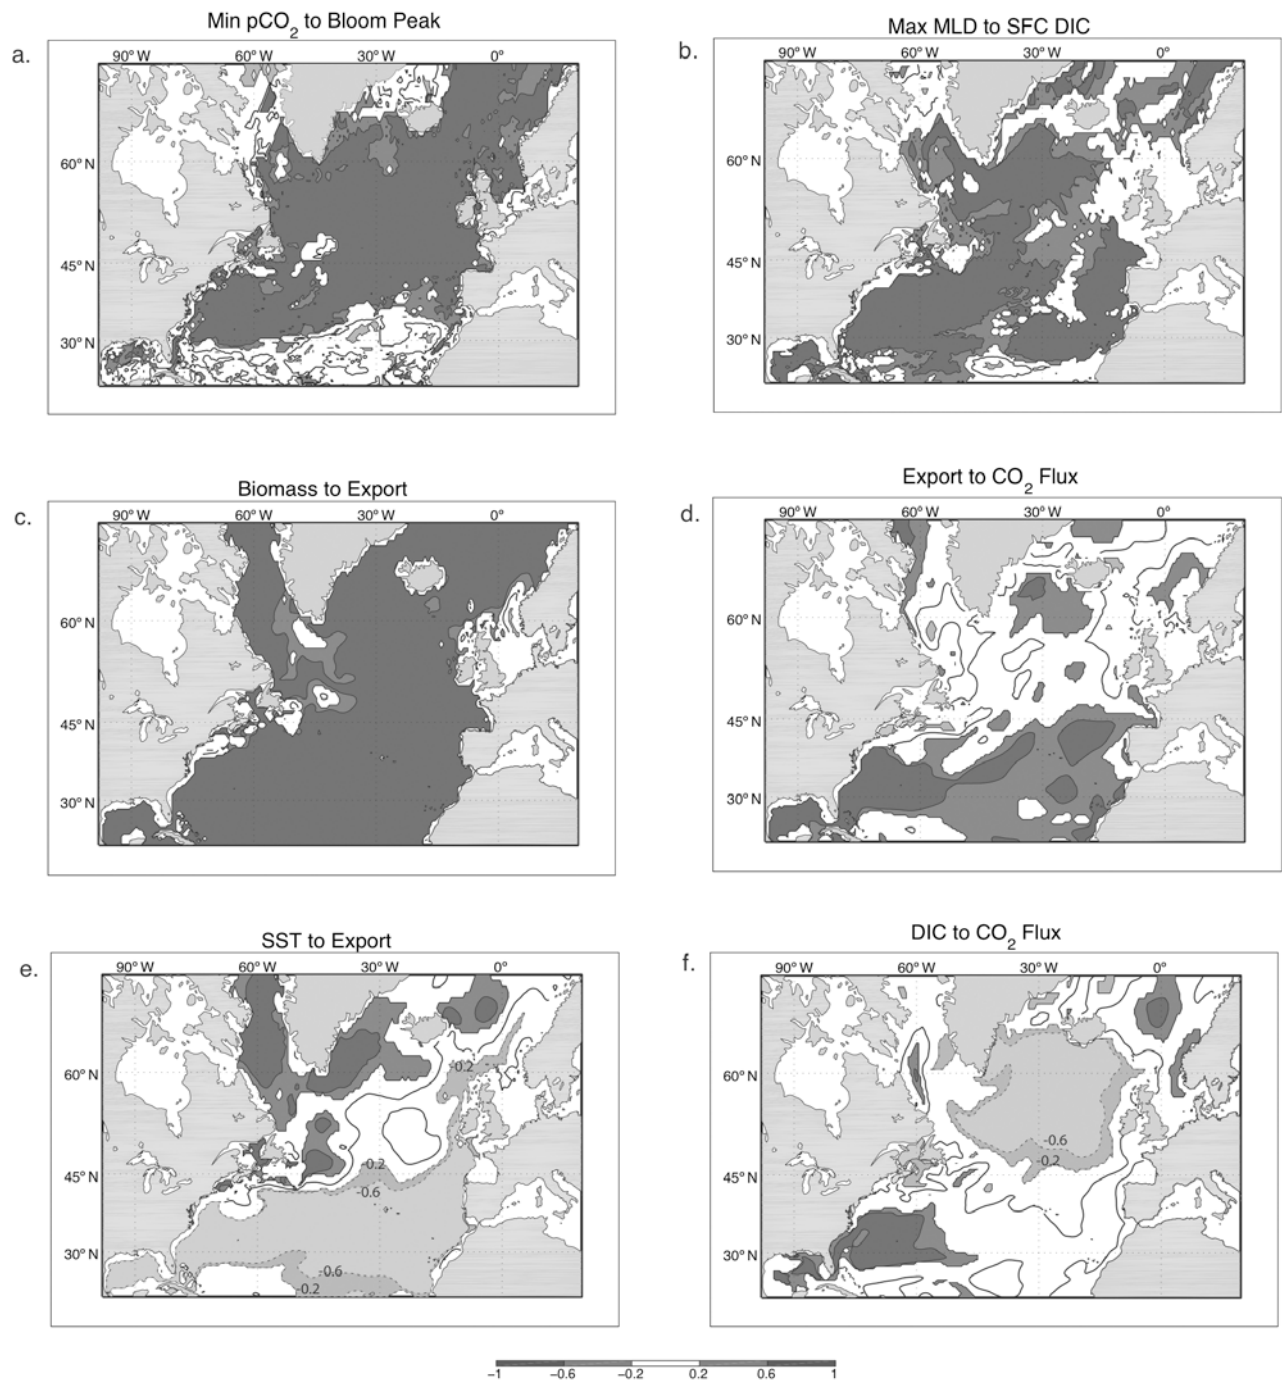 Min pCO2 to Bloom Peak
a.
90° W 60° W 30° W 0°
60° N
45° N
30° N
Max MLD to SFC DIC
b.
90° W 60° W 30° W 0°
60° N
45° N
30° N
Biomass to Export
c.
90° W 60° W 30° W 0°
60° N
45° N
30° N
Export to CO2 Flux
d.
90° W 60° W 30° W 0°
60° N
45° N
30° N
SST to Export
e.
90° W 60° W 30° W 0°
-0.2
60° N
-0.2
45° N
-0.6
30° N
-0.6
-0.2
DIC to CO2 Flux
f.
90° W 60° W 30° W 0°
60° N
-0.6
-0.2
45° N
30° N
−1 −0.6 −0.2 0.2 0.6 1